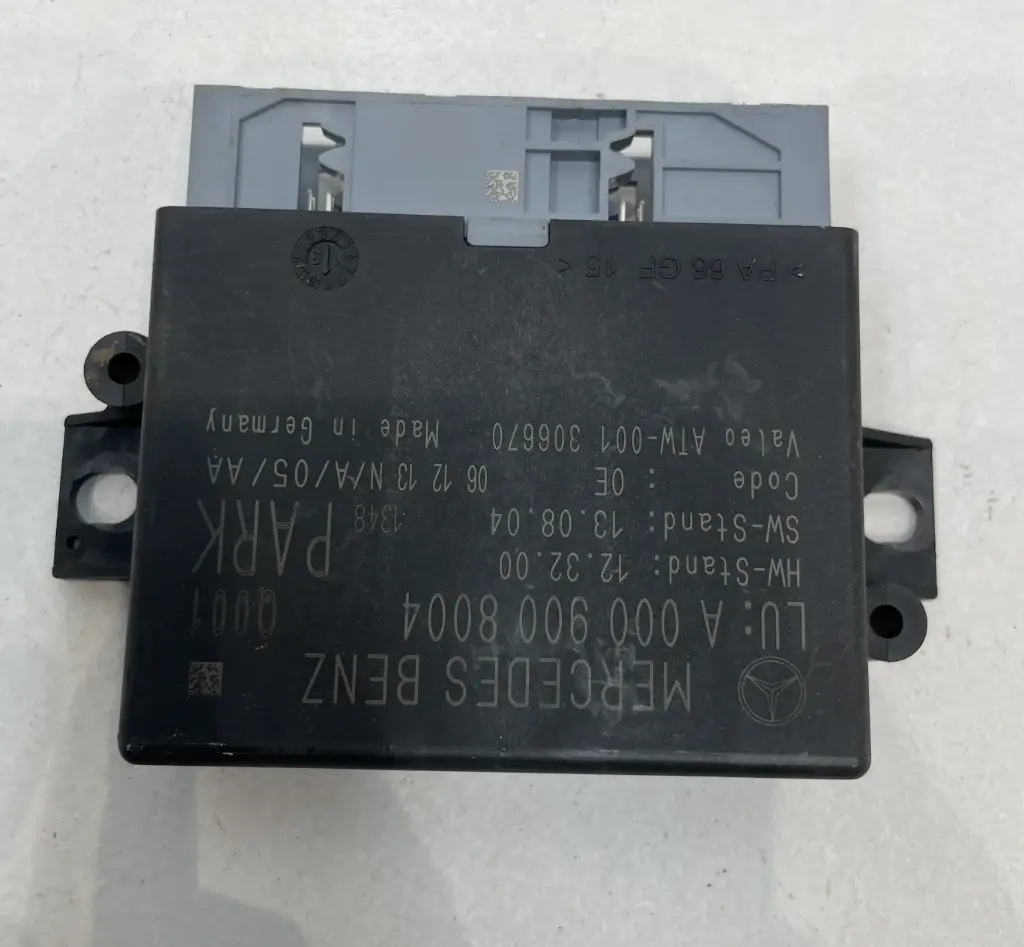 MERCEDES BENZ
LU: A 000 900 8004 Q001
HW-Stand: 12.32.00 PARK
SW-Stand: 13.08.04 1348
Code : 0E 06 12 13 N/A/05/AA
Valeo ATW-001 306670 Made in Germany
>PA 66 GF 15<
13